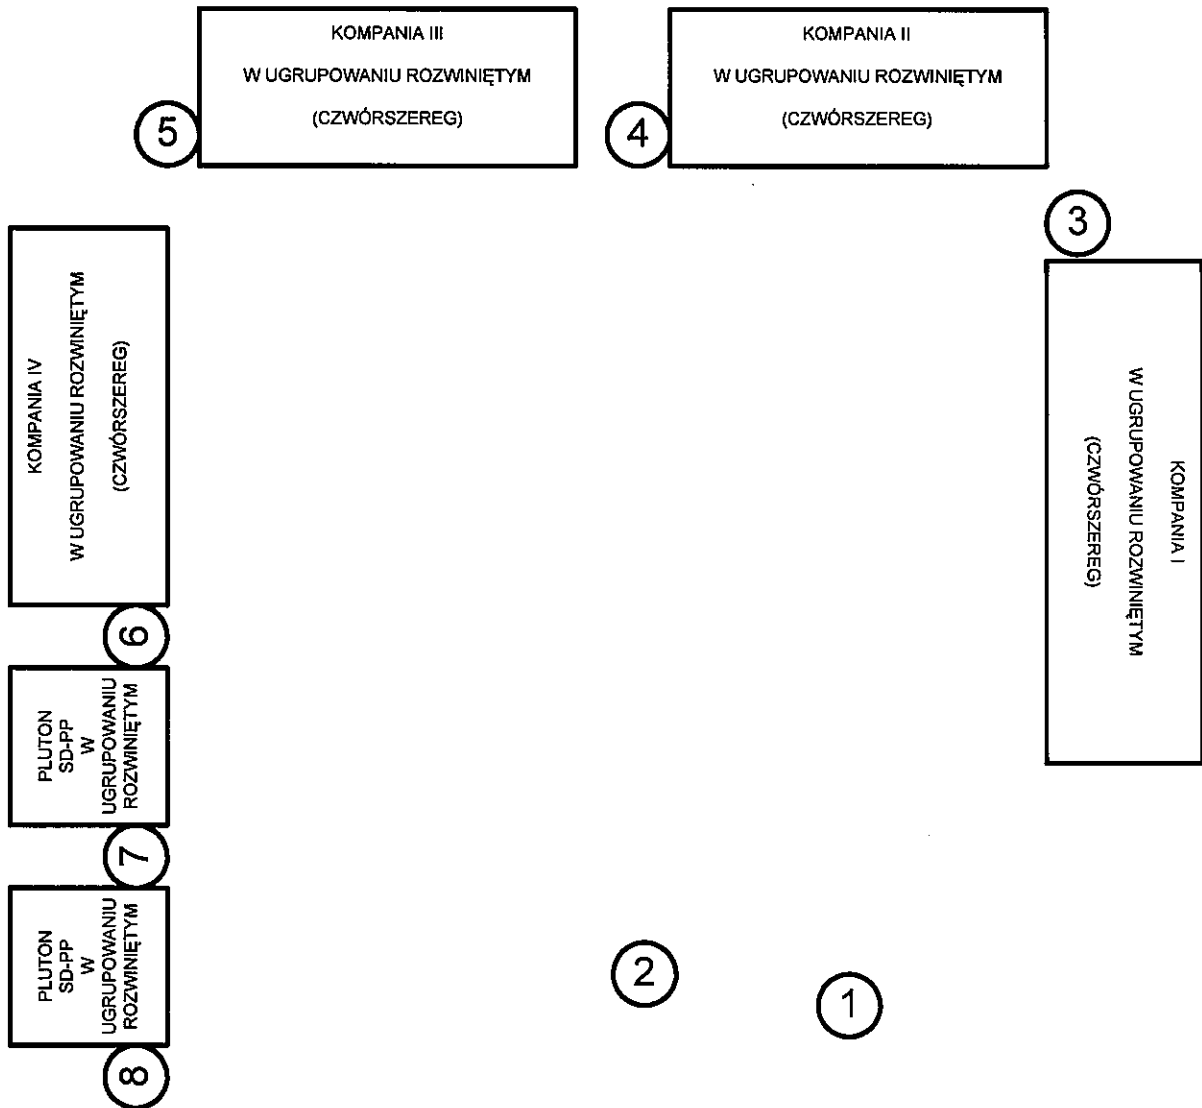 KOMPANIA III
W UGRUPOWANIU ROZWINIĘTYM
(CZWÓRSZEREG)
5
KOMPANIA II
W UGRUPOWANIU ROZWINIĘTYM
(CZWÓRSZEREG)
4
3
KOMPANIA I
W UGRUPOWANIU ROZWINIĘTYM
(CZWÓRSZEREG)
KOMPANIA IV
W UGRUPOWANIU ROZWINIĘTYM
(CZWÓRSZEREG)
6
PLUTON
SD-PP
W
UGRUPOWANIU
ROZWINIĘTYM
7
PLUTON
SD-PP
W
UGRUPOWANIU
ROZWINIĘTYM
8
2
1